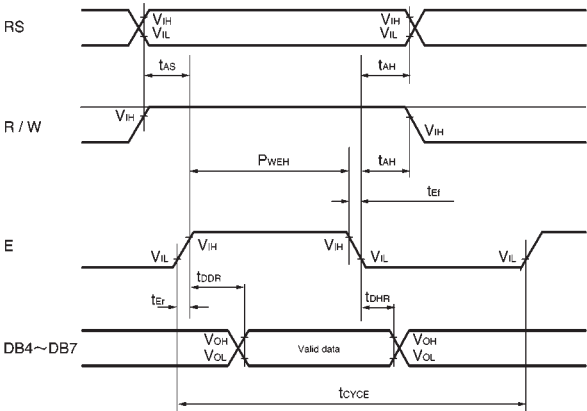 RS
VIH
VIL
VIH
VIL
tAS
tAH
R / W
VIH
VIH
PWEH
tAH
tEf
E
VIL
VIH
VIH
VIL
VIL
tDDR
tEr
tDHR
DB4～DB7
VOH
VOL
Valid data
VOH
VOL
tCYCE